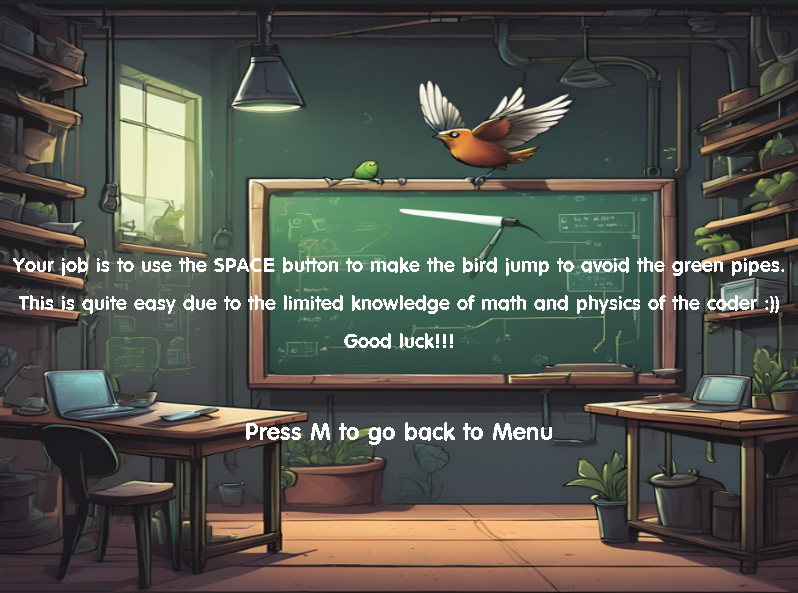 Your job is to use the SPACE button to make the bird jump to avoid the green pipes.
This is quite easy due to the limited knowledge of math and physics of the coder :))
Good luck!!!
Press M to go back to Menu